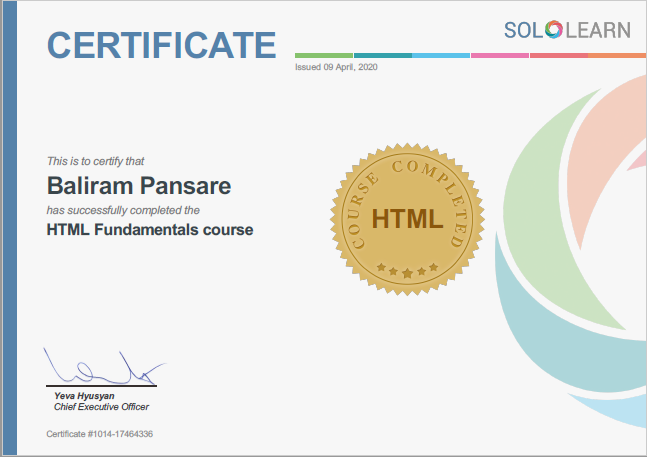 CERTIFICATE
SOLOLEARN
Issued 09 April, 2020
This is to certify that
Baliram Pansare
has successfully completed the
HTML Fundamentals course
COURSE COMPLETED
HTML
Yeva Hyusyan
Chief Executive Officer
Certificate #1014-17464336